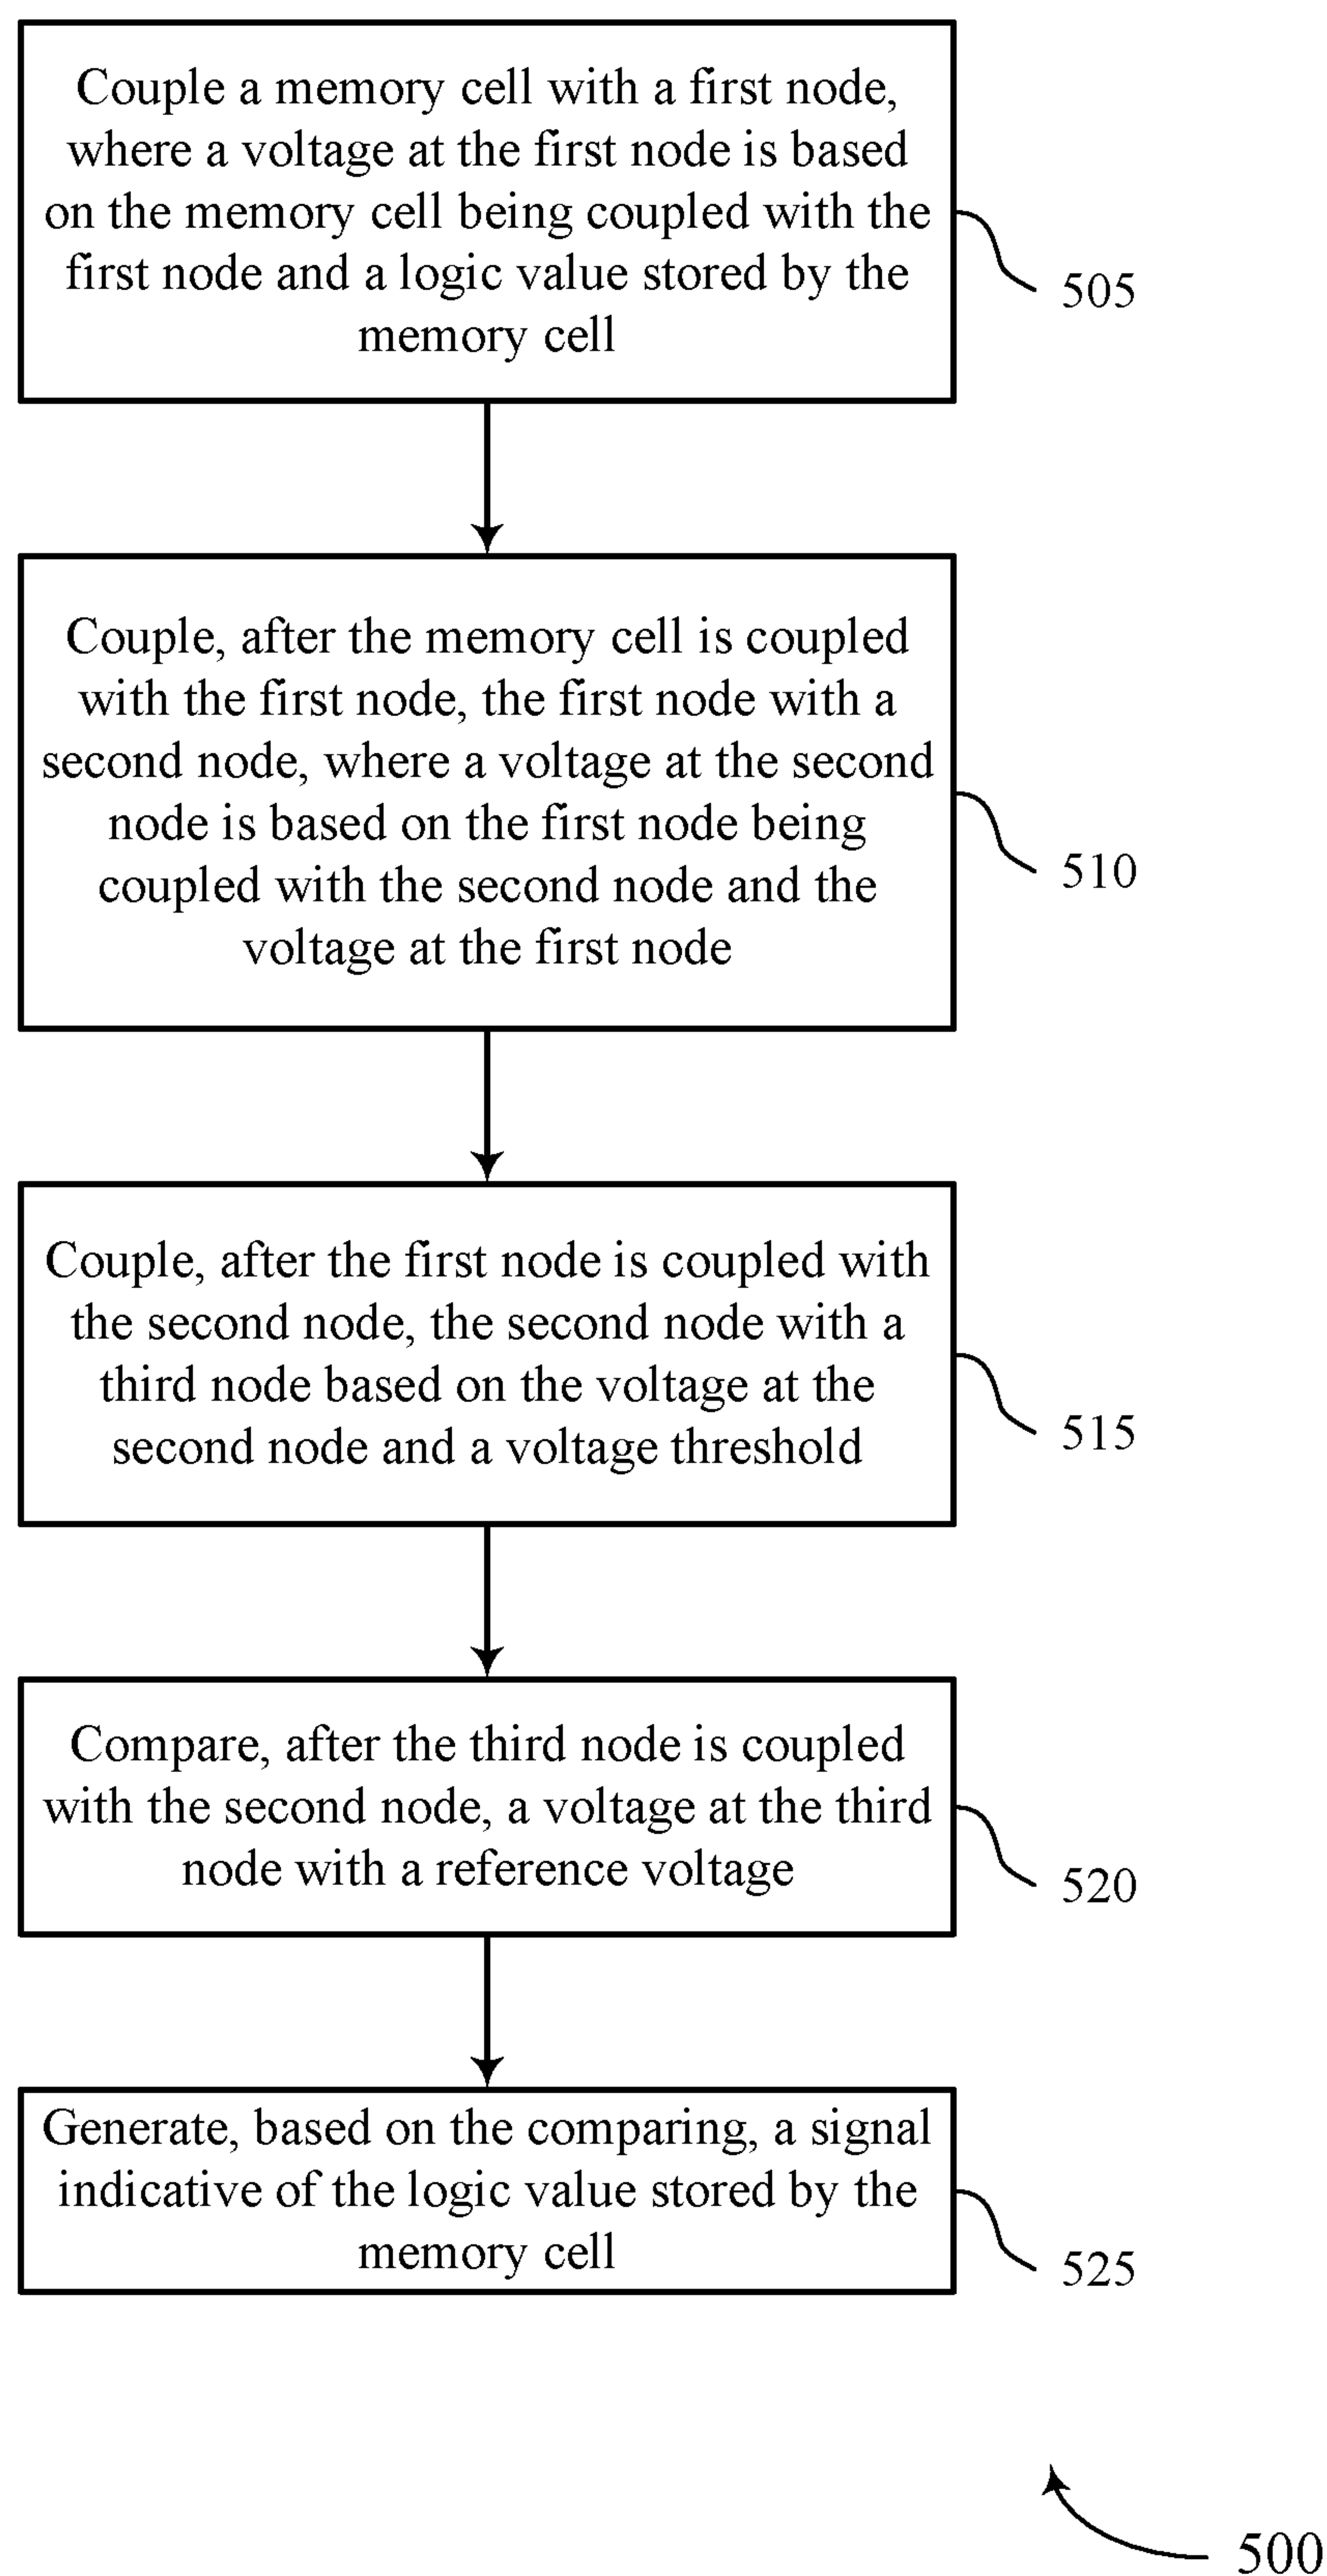 Couple a memory cell with a first node,
where a voltage at the first node is based
on the memory cell being coupled with the
first node and a logic value stored by the
memory cell
505
Couple, after the memory cell is coupled
with the first node, the first node with a
second node, where a voltage at the second
node is based on the first node being
coupled with the second node and the
voltage at the first node
510
Couple, after the first node is coupled with
the second node, the second node with a
third node based on the voltage at the
second node and a voltage threshold
515
Compare, after the third node is coupled
with the second node, a voltage at the third
node with a reference voltage
520
Generate, based on the comparing, a signal
indicative of the logic value stored by the
memory cell
525
500